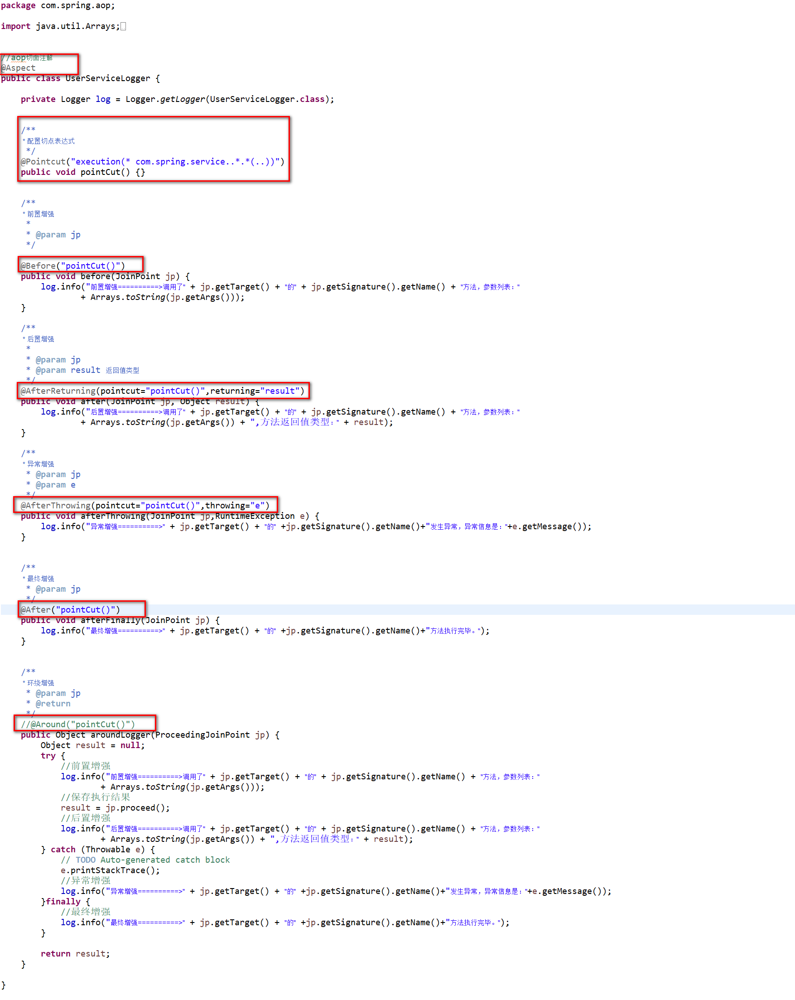 package com.spring.aop;
import java.util.Arrays;
//aop切面注解
@Aspect
public class UserServiceLogger {
private Logger log = Logger.getLogger(UserServiceLogger.class);
/**
* 配置切点表达式
*/
@Pointcut("execution(* com.spring.service..*.*(..))")
public void pointCut() {}
/**
* 前置增强
*
* @param jp
*/
@Before("pointCut()")
public void before(JoinPoint jp) {
log.info("前置增强==========>调用了" + jp.getTarget() + "的" + jp.getSignature().getName() + "方法，参数列表："
+ Arrays.toString(jp.getArgs()));
}
/**
* 后置增强
*
* @param jp
* @param result 返回值类型
*/
@AfterReturning(pointcut="pointCut()",returning="result")
public void after(JoinPoint jp, Object result) {
log.info("后置增强==========>调用了" + jp.getTarget() + "的" + jp.getSignature().getName() + "方法，参数列表："
+ Arrays.toString(jp.getArgs()) + ",方法返回值类型：" + result);
}
/**
* 异常增强
* @param jp
* @param e
*/
@AfterThrowing(pointcut="pointCut()",throwing="e")
public void afterThrowing(JoinPoint jp,RuntimeException e) {
log.info("异常增强==========>" + jp.getTarget() + "的" +jp.getSignature().getName()+"发生异常，异常信息是："+e.getMessage());
}
/**
* 最终增强
* @param jp
*/
@After("pointCut()")
public void afterFinally(JoinPoint jp) {
log.info("最终增强==========>" + jp.getTarget() + "的" +jp.getSignature().getName()+"方法执行完毕。");
}
/**
* 环绕增强
* @param jp
* @return
*/
//@Around("pointCut()")
public Object aroundLogger(ProceedingJoinPoint jp) {
Object result = null;
try {
//前置增强
log.info("前置增强==========>调用了" + jp.getTarget() + "的" + jp.getSignature().getName() + "方法，参数列表："
+ Arrays.toString(jp.getArgs()));
//保存执行结果
result = jp.proceed();
//后置增强
log.info("后置增强==========>调用了" + jp.getTarget() + "的" + jp.getSignature().getName() + "方法，参数列表："
+ Arrays.toString(jp.getArgs()) + ",方法返回值类型：" + result);
} catch (Throwable e) {
// TODO Auto-generated catch block
e.printStackTrace();
//异常增强
log.info("异常增强==========>" + jp.getTarget() + "的" +jp.getSignature().getName()+"发生异常，异常信息是："+e.getMessage());
}finally {
//最终增强
log.info("最终增强==========>" + jp.getTarget() + "的" +jp.getSignature().getName()+"方法执行完毕。");
}
return result;
}
}